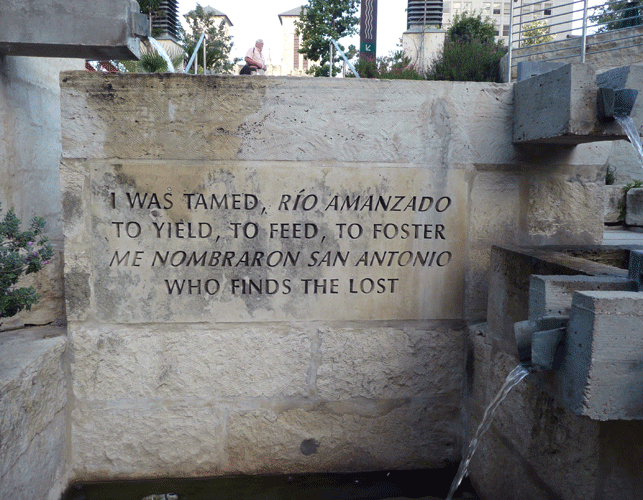 I WAS TAMED, RÍO AMANZADO
TO YIELD, TO FEED, TO FOSTER
ME NOMBRARON SAN ANTONIO
WHO FINDS THE LOST